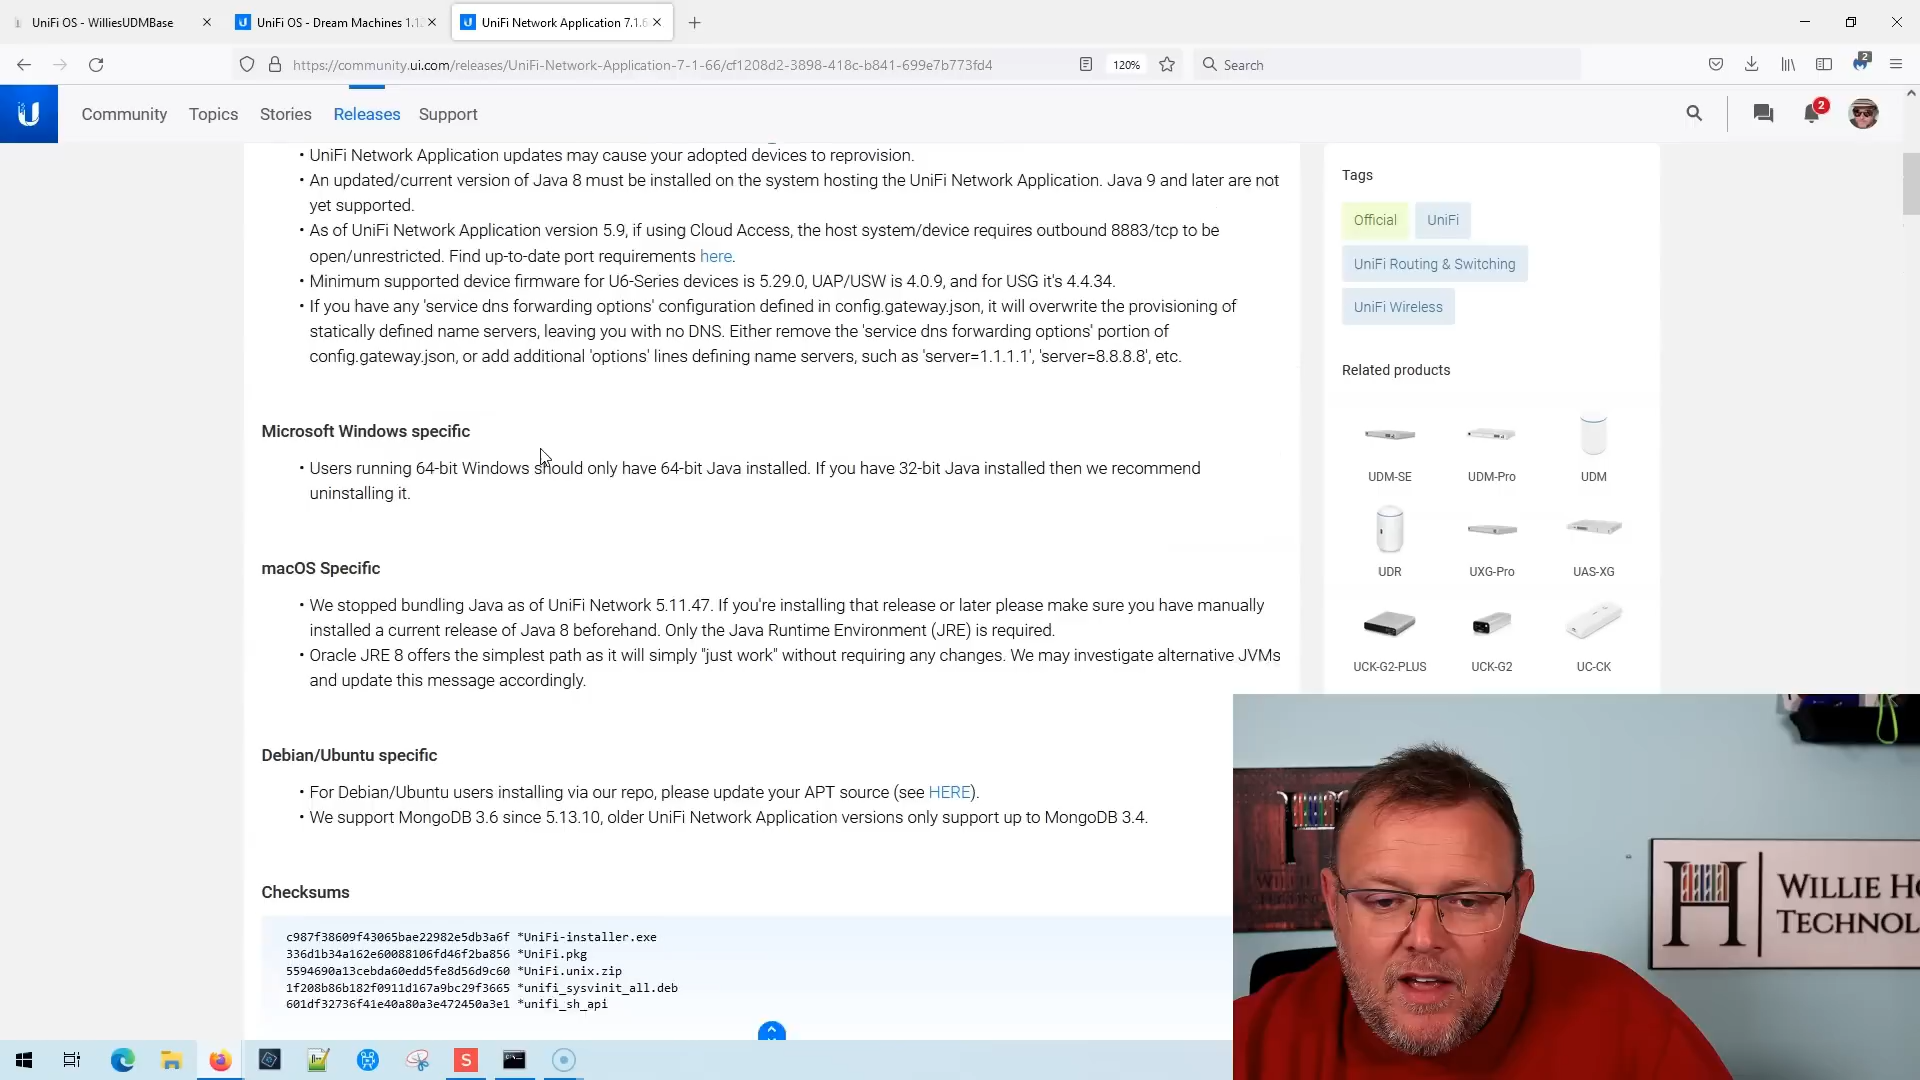 UniFi OS - WilliesUDMBase
UniFi OS - Dream Machines 1.1
UniFi Network Application 7.1.6
https://community.ui.com/releases/UniFi-Network-Application-7-1-66/cf1208d2-3898-418c-b841-699e7b773fd4
120%
Search
2
Community
Topics
Stories
Releases
Support
2
• UniFi Network Application updates may cause your adopted devices to reprovision.
• An updated/current version of Java 8 must be installed on the system hosting the UniFi Network Application. Java 9 and later are not
yet supported.
• As of UniFi Network Application version 5.9, if using Cloud Access, the host system/device requires outbound 8883/tcp to be
open/unrestricted. Find up-to-date port requirements here.
• Minimum supported device firmware for U6-Series devices is 5.29.0, UAP/USW is 4.0.9, and for USG it's 4.4.34.
• If you have any 'service dns forwarding options' configuration defined in config.gateway.json, it will overwrite the provisioning of
statically defined name servers, leaving you with no DNS. Either remove the 'service dns forwarding options' portion of
config.gateway.json, or add additional 'options' lines defining name servers, such as 'server=1.1.1.1', 'server=8.8.8.8', etc.
Microsoft Windows specific
• Users running 64-bit Windows should only have 64-bit Java installed. If you have 32-bit Java installed then we recommend
uninstalling it.
macOS Specific
• We stopped bundling Java as of UniFi Network 5.11.47. If you're installing that release or later please make sure you have manually
installed a current release of Java 8 beforehand. Only the Java Runtime Environment (JRE) is required.
• Oracle JRE 8 offers the simplest path as it will simply "just work" without requiring any changes. We may investigate alternative JVMs
and update this message accordingly.
Debian/Ubuntu specific
• For Debian/Ubuntu users installing via our repo, please update your APT source (see HERE).
• We support MongoDB 3.6 since 5.13.10, older UniFi Network Application versions only support up to MongoDB 3.4.
Checksums
c987f38609f43065bae22982e5db3a6f *UniFi-installer.exe
336d1b34a162e60088106fd46f2ba856 *UniFi.pkg
5594690a13cebda60edd5fe8d56d9c60 *UniFi.unix.zip
1f208b86b182f0911d167a9bc29f3665 *unifi_sysvinit_all.deb
601df32736f41e40a80a3e472450a3e1 *unifi_sh_api
Tags
Official
UniFi
UniFi Routing & Switching
UniFi Wireless
Related products
UDM-SE
UDM-Pro
UDM
UDR
UXG-Pro
UAS-XG
UCK-G2-PLUS
UCK-G2
UC-CK
WILLIE HO
TECHNOL
S